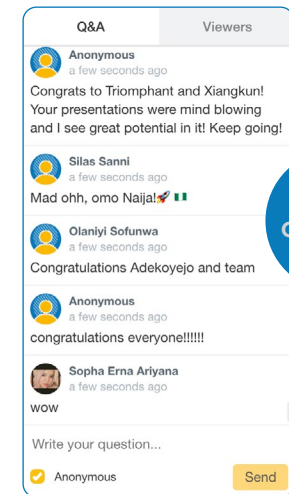 Q&A
Viewers
Anonymous
a few seconds ago
Congrats to Triomphant and Xiangkun!
Your presentations were mind blowing
and I see great potential in it! Keep going!
Silas Sanni
a few seconds ago
Mad ohh, omo Naija!🚀 🇳🇬
Olaniyi Sofunwa
a few seconds ago
Congratulations Adekoyejo and team
Anonymous
a few seconds ago
congratulations everyone!!!!!!
Sopha Erna Ariyana
a few seconds ago
wow
Write your question...
Anonymous
Send